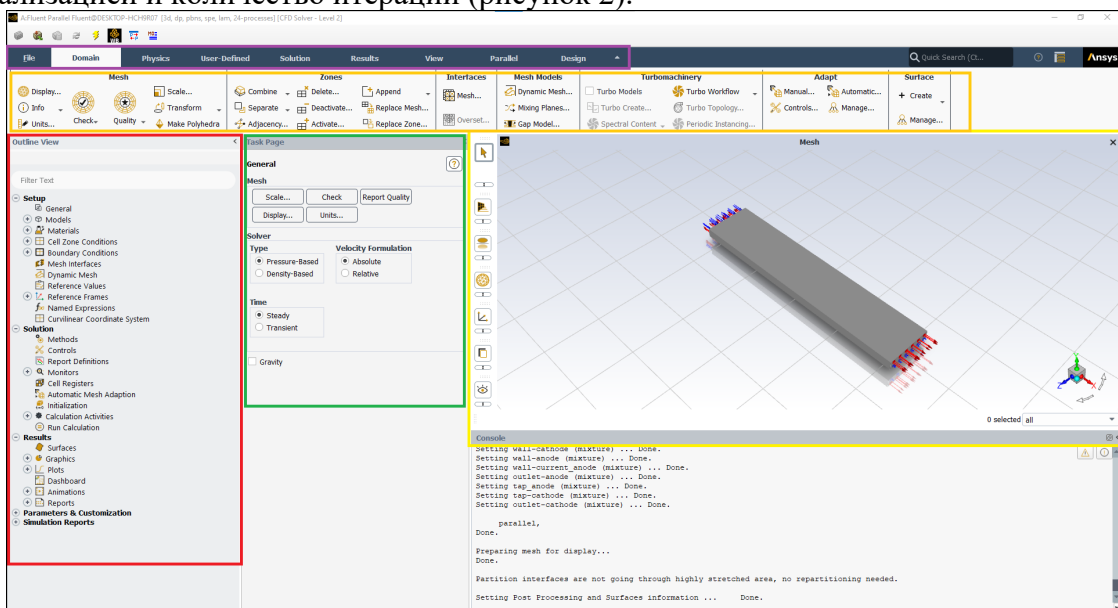 ализацией и количество итераций (рисунок 2).
A:Fluent Parallel Fluent@DESKTOP-HCH9R07 [3d, dp, pbns, spe, lam, 24-processes] [CFD Solver - Level 2]
File Domain Physics User-Defined Solution Results View Parallel Design Quick Search (Ct... Ansys
Mesh Zones Interfaces Mesh Models Turbomachinery Adapt Surface
Display... Scale... Combine Delete... Append Mesh... Dynamic Mesh... Turbo Models Turbo Workflow Manual... Automatic... + Create
Info Check Quality Transform Separate Deactivate... Replace Mesh... Mixing Planes... Turbo Create... Turbo Topology... Controls... Manage...
Units... Make Polyhedra Adjacency... Activate... Replace Zone... Overset... Gap Model... Spectral Content Periodic Instancing... Manage...
Outline View
Filter Text
Setup
General
Models
Materials
Cell Zone Conditions
Boundary Conditions
Mesh Interfaces
Dynamic Mesh
Reference Values
Reference Frames
Named Expressions
Curvilinear Coordinate System
Solution
Methods
Controls
Report Definitions
Monitors
Cell Registers
Automatic Mesh Adaption
Initialization
Calculation Activities
Run Calculation
Results
Surfaces
Graphics
Plots
Dashboard
Animations
Reports
Parameters & Customization
Simulation Reports
Task Page
General
Mesh
Scale... Check Report Quality
Display... Units...
Solver
Type Velocity Formulation
Pressure-Based Absolute
Density-Based Relative
Time
Steady
Transient
Gravity
Mesh
0 selected all
Console
Setting wall-cathode (mixture) ... Done.
Setting wall-anode (mixture) ... Done.
Setting wall-current_anode (mixture) ... Done.
Setting outlet-anode (mixture) ... Done.
Setting tap_anode (mixture) ... Done.
Setting tap-cathode (mixture) ... Done.
Setting outlet-cathode (mixture) ... Done.
parallel,
Done.
Preparing mesh for display...
Done.
Partition interfaces are not going through highly stretched area, no repartitioning needed.
Setting Post Processing and Surfaces information ... Done.